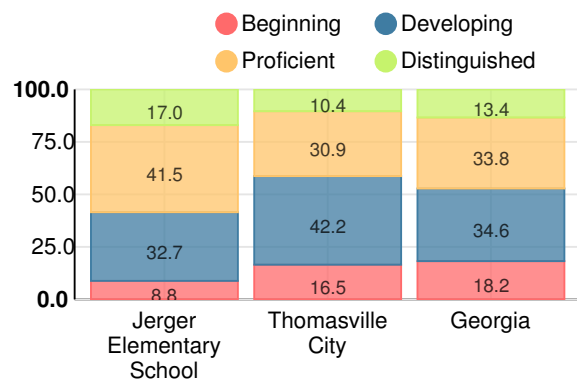 Beginning
Developing
Proficient
Distinguished
100.0
75.0
50.0
25.0
0.0
17.0
10.4
13.4
41.5
30.9
33.8
32.7
42.2
34.6
8.8
16.5
18.2
Jerger
Elementary
School
Thomasville
City
Georgia